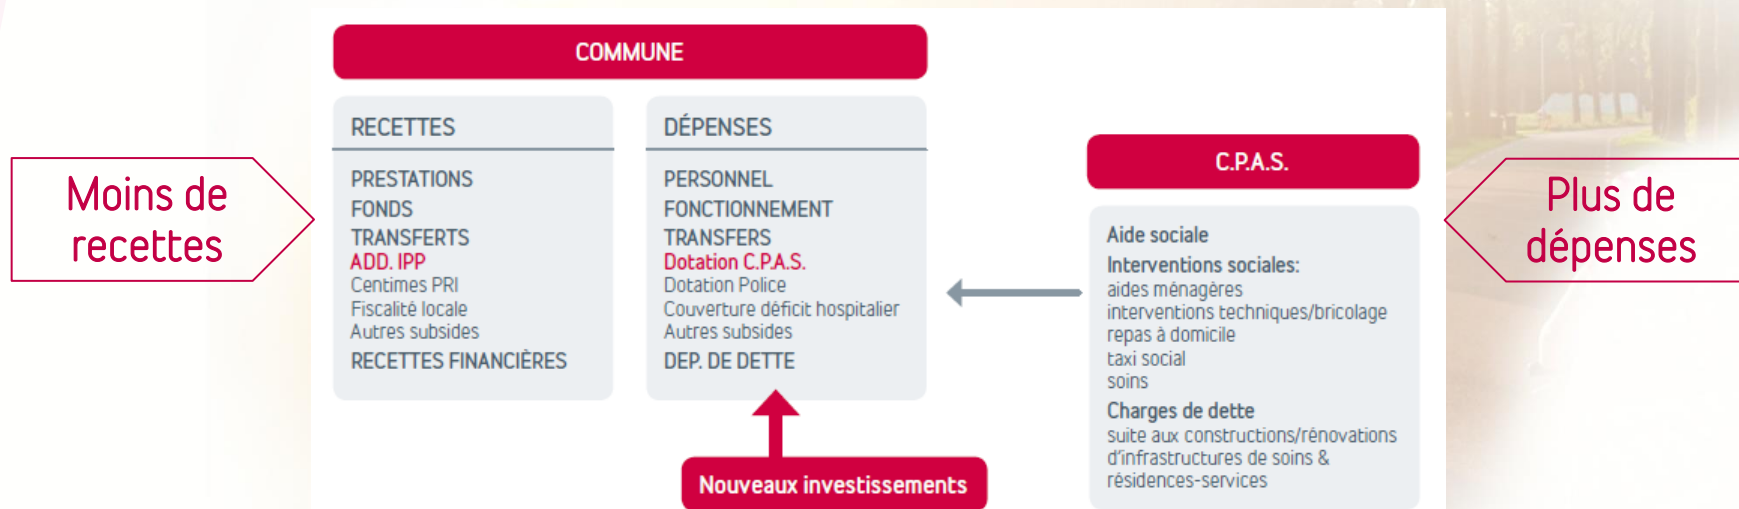 COMMUNE
Moins de
recettes
RECETTES
PRESTATIONS
FONDS
TRANSFERTS
ADD. IPP
Centimes PRI
Fiscalité locale
Autres subsides
RECETTES FINANCIÈRES
DÉPENSES
PERSONNEL
FONCTIONNEMENT
TRANSFERS
Dotation C.P.A.S.
Dotation Police
Couverture déficit hospitalier
Autres subsides
DEP. DE DETTE
Nouveaux investissements
C.P.A.S.
Aide sociale
Interventions sociales:
aides ménagères
interventions techniques/bricolage
repas à domicile
taxi social
soins
Charges de dette
suite aux constructions/rénovations
d'infrastructures de soins &
résidences-services
Plus de
dépenses